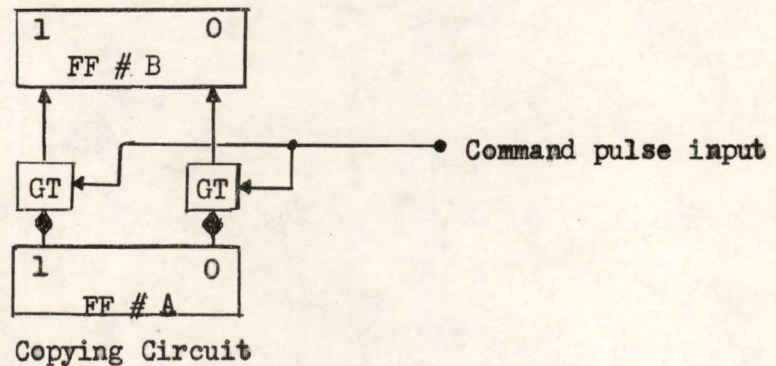 1 0
FF # B
Command pulse input
GT GT
1 0
FF # A
Copying Circuit